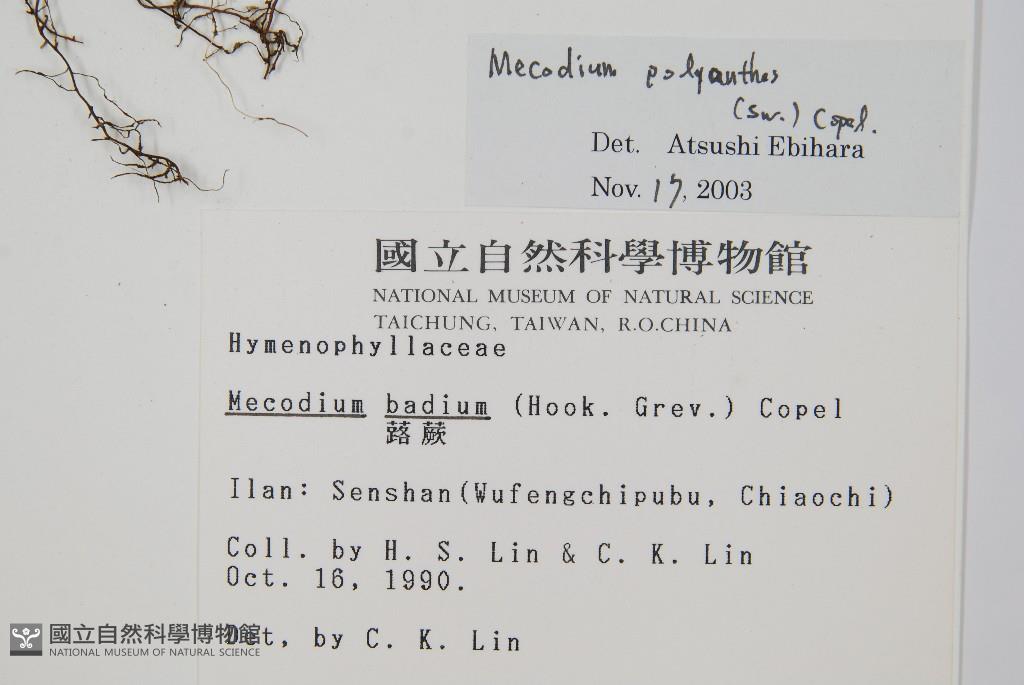 Mecodium polyanthos
(Sw.) Copel.
Det. Atsushi Ebihara
Nov. 17, 2003
國立自然科學博物館
NATIONAL MUSEUM OF NATURAL SCIENCE
TAICHUNG, TAIWAN, R.O.CHINA
Hymenophyllaceae
Mecodium badium (Hook. Grev.) Copel
蕗蕨
Ilan: Senshan(Wufengchipubu, Chiaochi)
Coll. by H. S. Lin & C. K. Lin
Oct. 16, 1990.
Det, by C. K. Lin
國立自然科學博物館
NATIONAL MUSEUM OF NATURAL SCIENCE